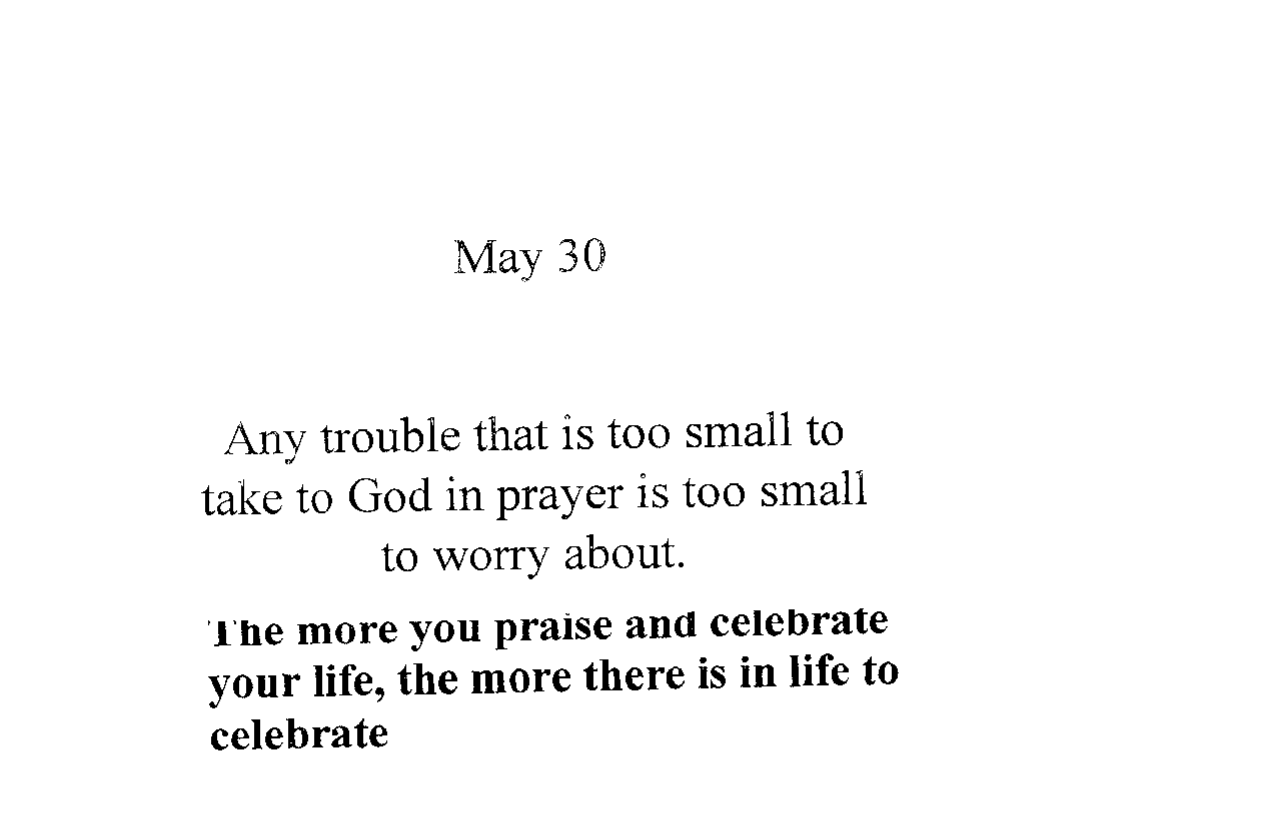 May 30
Any trouble that is too small to
take to God in prayer is too small
to worry about.
The more you praise and celebrate
your life, the more there is in life to
celebrate